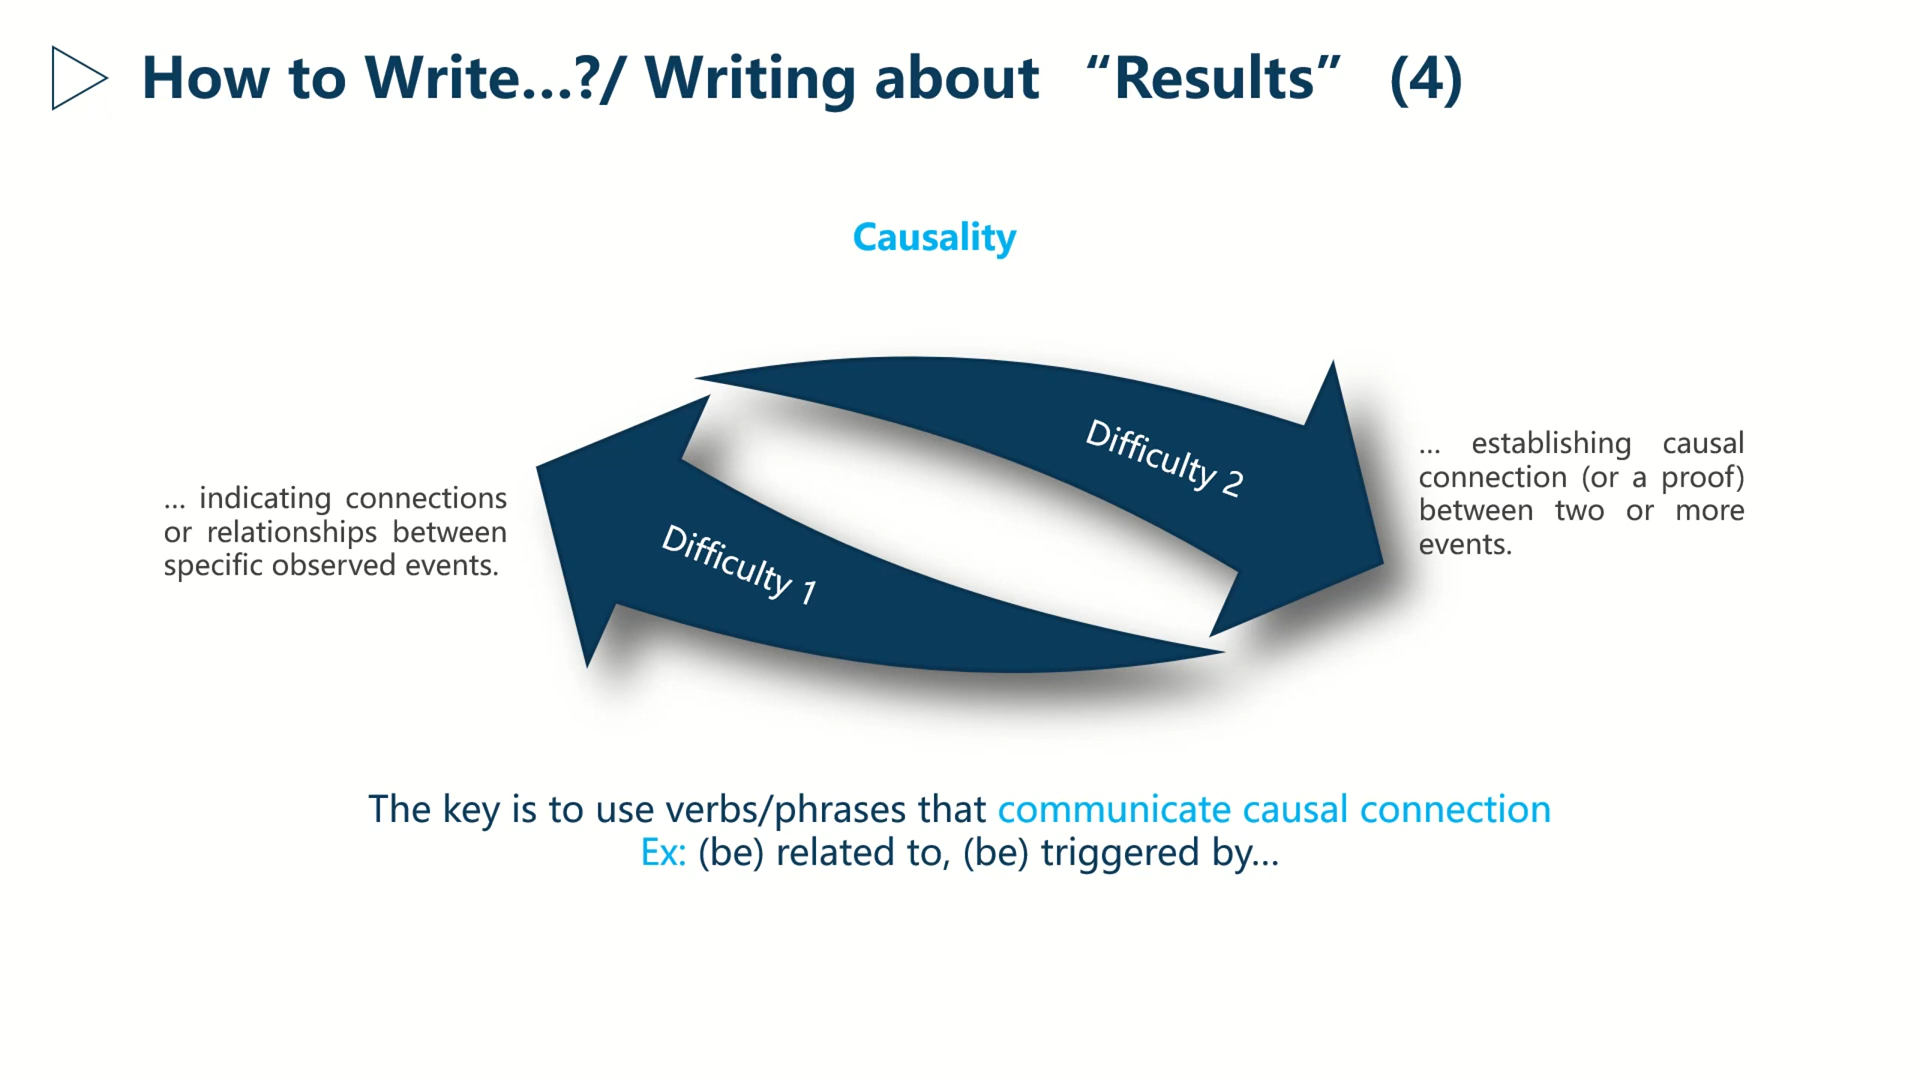 How to Write...?/ Writing about “Results” (4)
Causality
... indicating connections
or relationships between
specific observed events.
Difficulty 1
Difficulty 2
... establishing causal
connection (or a proof)
between two or more
events.
The key is to use verbs/phrases that communicate causal connection
Ex: (be) related to, (be) triggered by...